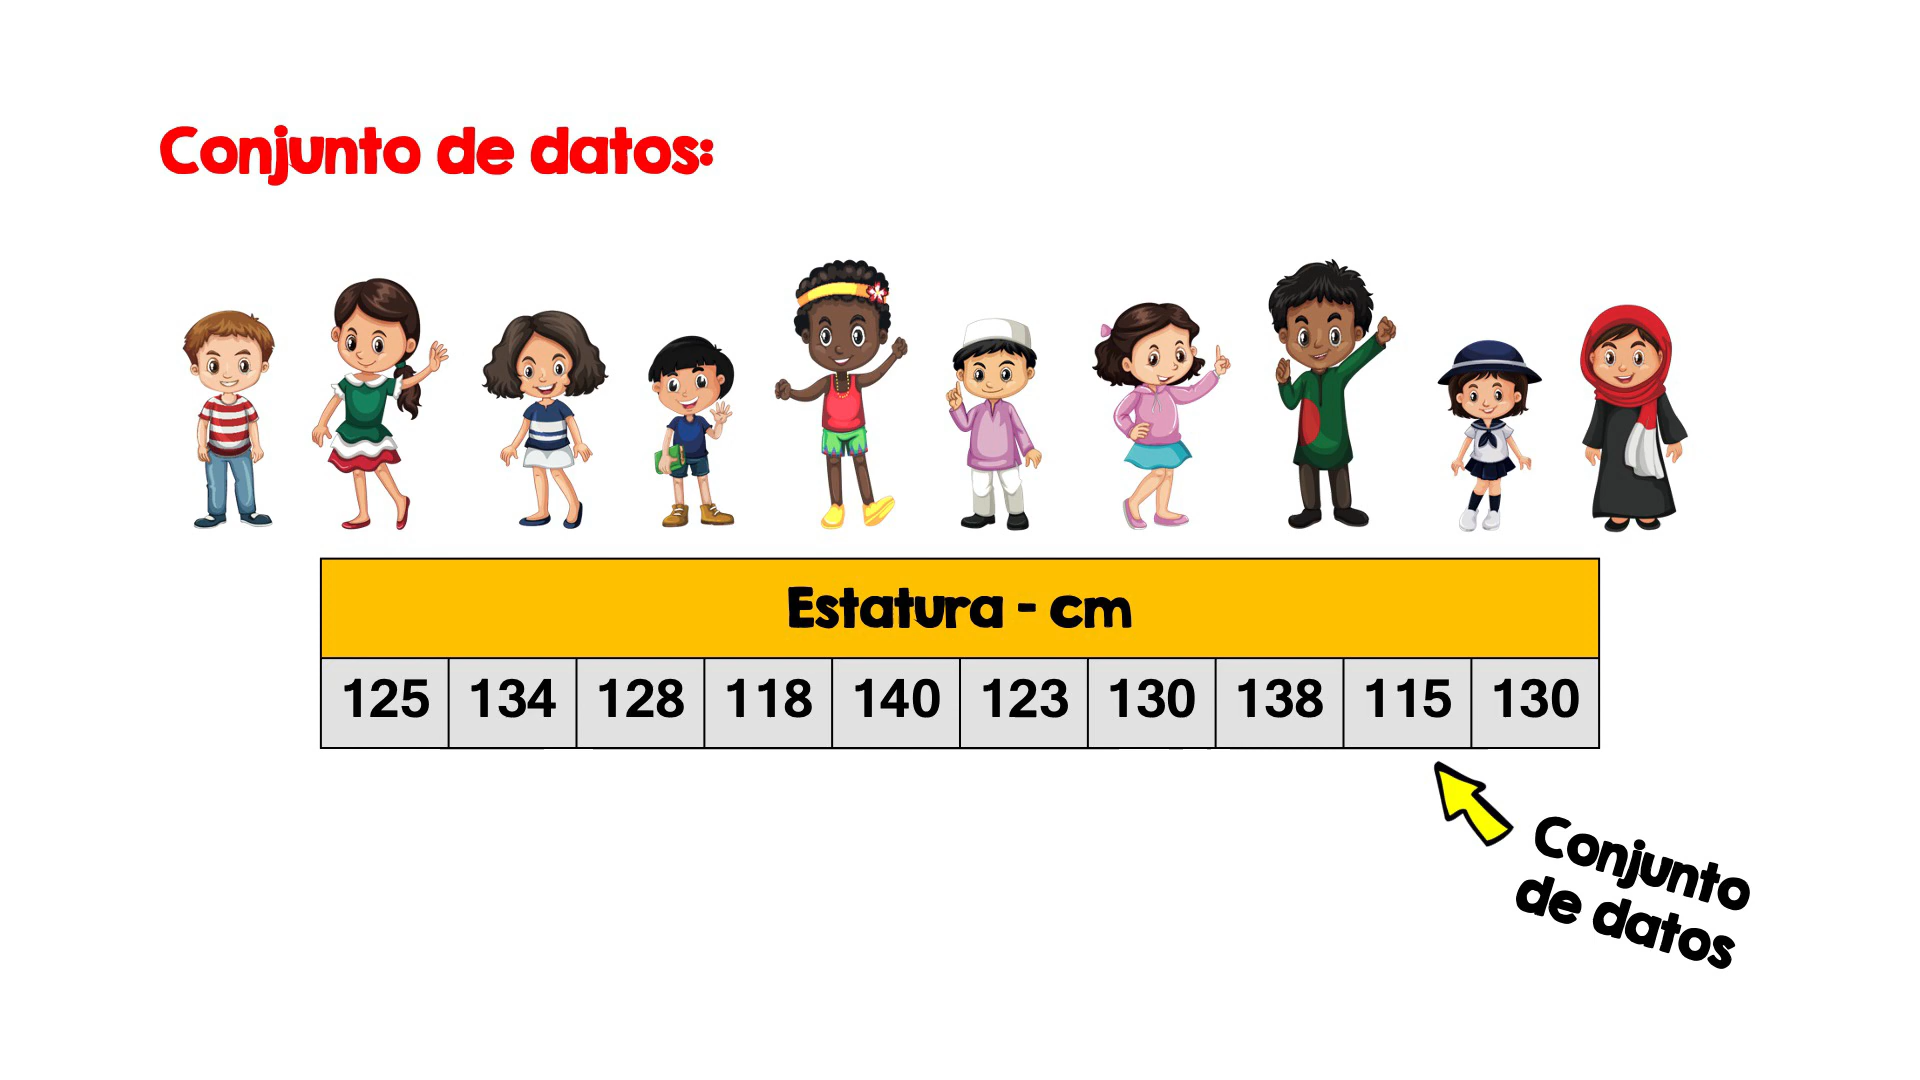 Conjunto de datos:
Estatura - cm
125 134 128 118 140 123 130 138 115 130
Conjunto
de datos